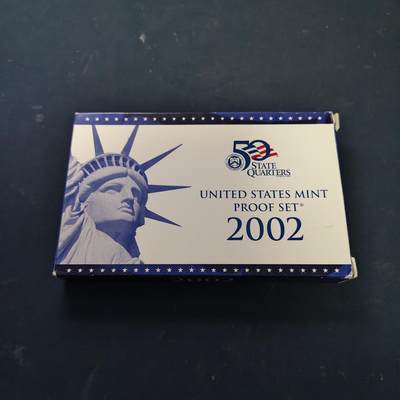 50
STATE
QUARTERS
UNITED STATES MINT
PROOF SET®
2002